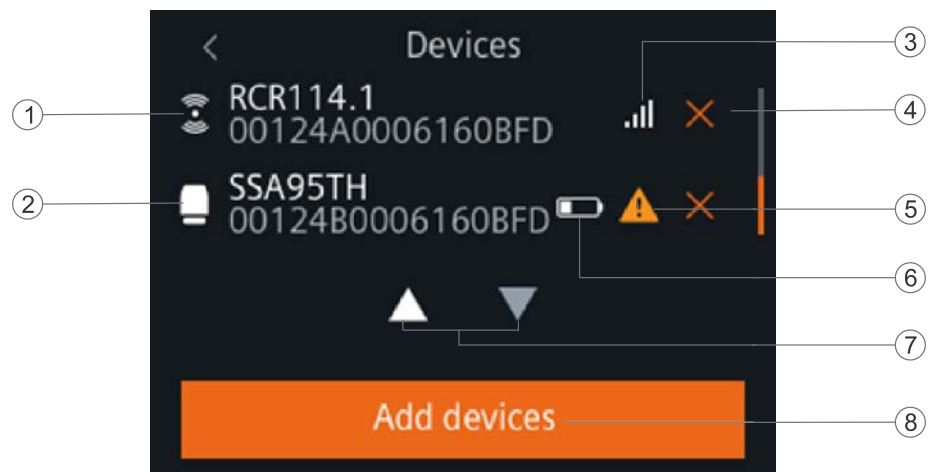 Devices
RCR114.1
00124A0006160BFD
SSA95TH
00124B0006160BFD
Add devices
1
2
3
4
5
6
7
8